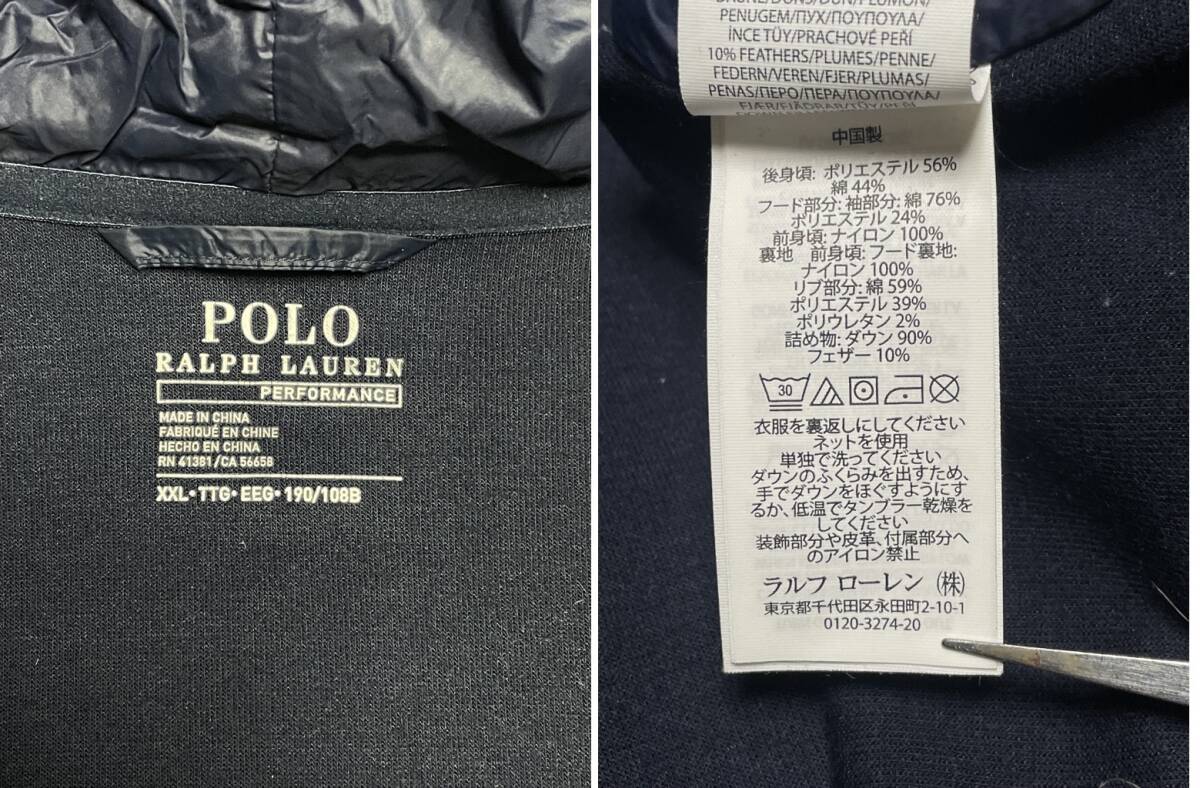 POLO
RALPH LAUREN
PERFORMANCE
MADE IN CHINA
FABRIQUÉ EN CHINE
HECHO EN CHINA
RN 41381/CA 56658
XXL•TTG•EEG•190/108B
PENUGEM/ПУХ/ΠΟΥΠΟΥΛΑ/
İNCE TÜY/PRACHOVÉ PEŘÍ
10% FEATHERS/PLUMES/PENNE/
FEDERN/VEREN/FJER/PLUMAS/
PENAS/ПЕРО/ПЕРА/ΠΟΥΠΟΥΛΑ/
中国製
後身頃: ポリエステル 56%
綿 44%
フード部分: 袖部分: 綿 76%
ポリエステル 24%
前身頃: ナイロン 100%
裏地 前身頃: フード裏地:
ナイロン 100%
リブ部分: 綿 59%
ポリエステル 39%
ポリウレタン 2%
詰め物: ダウン 90%
フェザー 10%
30
衣服を裏返しにしてください
ネットを使用
単独で洗ってください
ダウンのふくらみを出すため、
手でダウンをほぐすようにす
るか、低温でタンブラー乾燥を
してください
装飾部分や皮革、付属部分へ
のアイロン禁止
ラルフ ローレン (株)
東京都千代田区永田町2-10-1
0120-3274-20